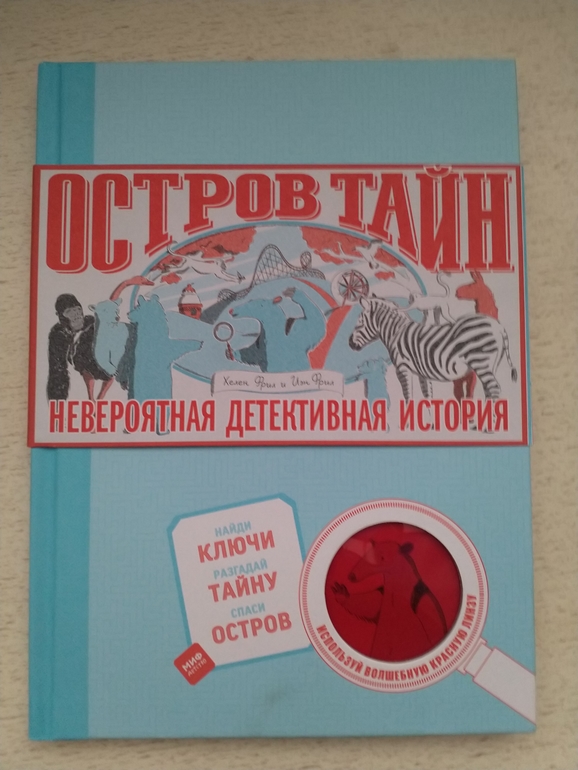 ОСТРОВ ТАЙН
Хелен Фрил и Иэн Фрил
НЕВЕРОЯТНАЯ ДЕТЕКТИВНАЯ ИСТОРИЯ
НАЙДИ
КЛЮЧИ
РАЗГАДАЙ
ТАЙНУ
СПАСИ
ОСТРОВ
МИФ
ДЕТСТВО
ИСПОЛЬЗУЙ ВОЛШЕБНУЮ КРАСНУЮ ЛИНЗУ